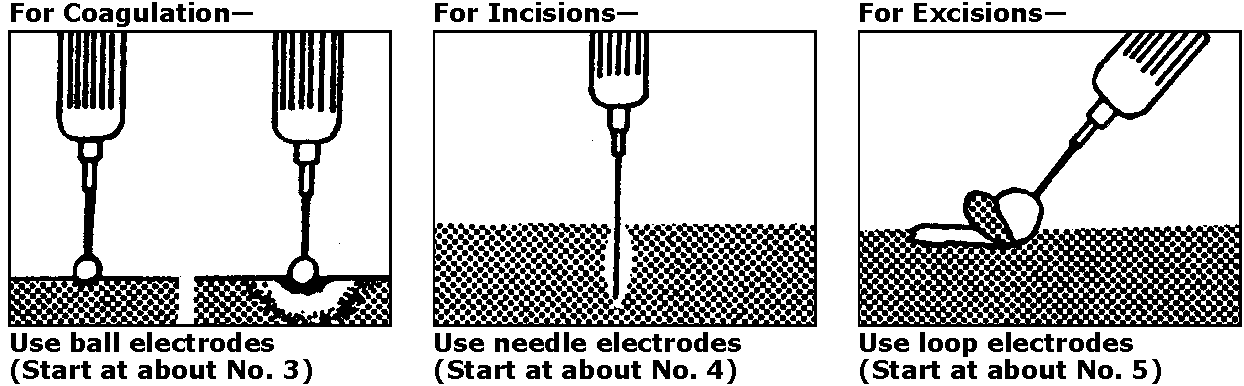 For Coagulation—
Use ball electrodes
(Start at about No. 3)
For Incisions—
Use needle electrodes
(Start at about No. 4)
For Excisions—
Use loop electrodes
(Start at about No. 5)